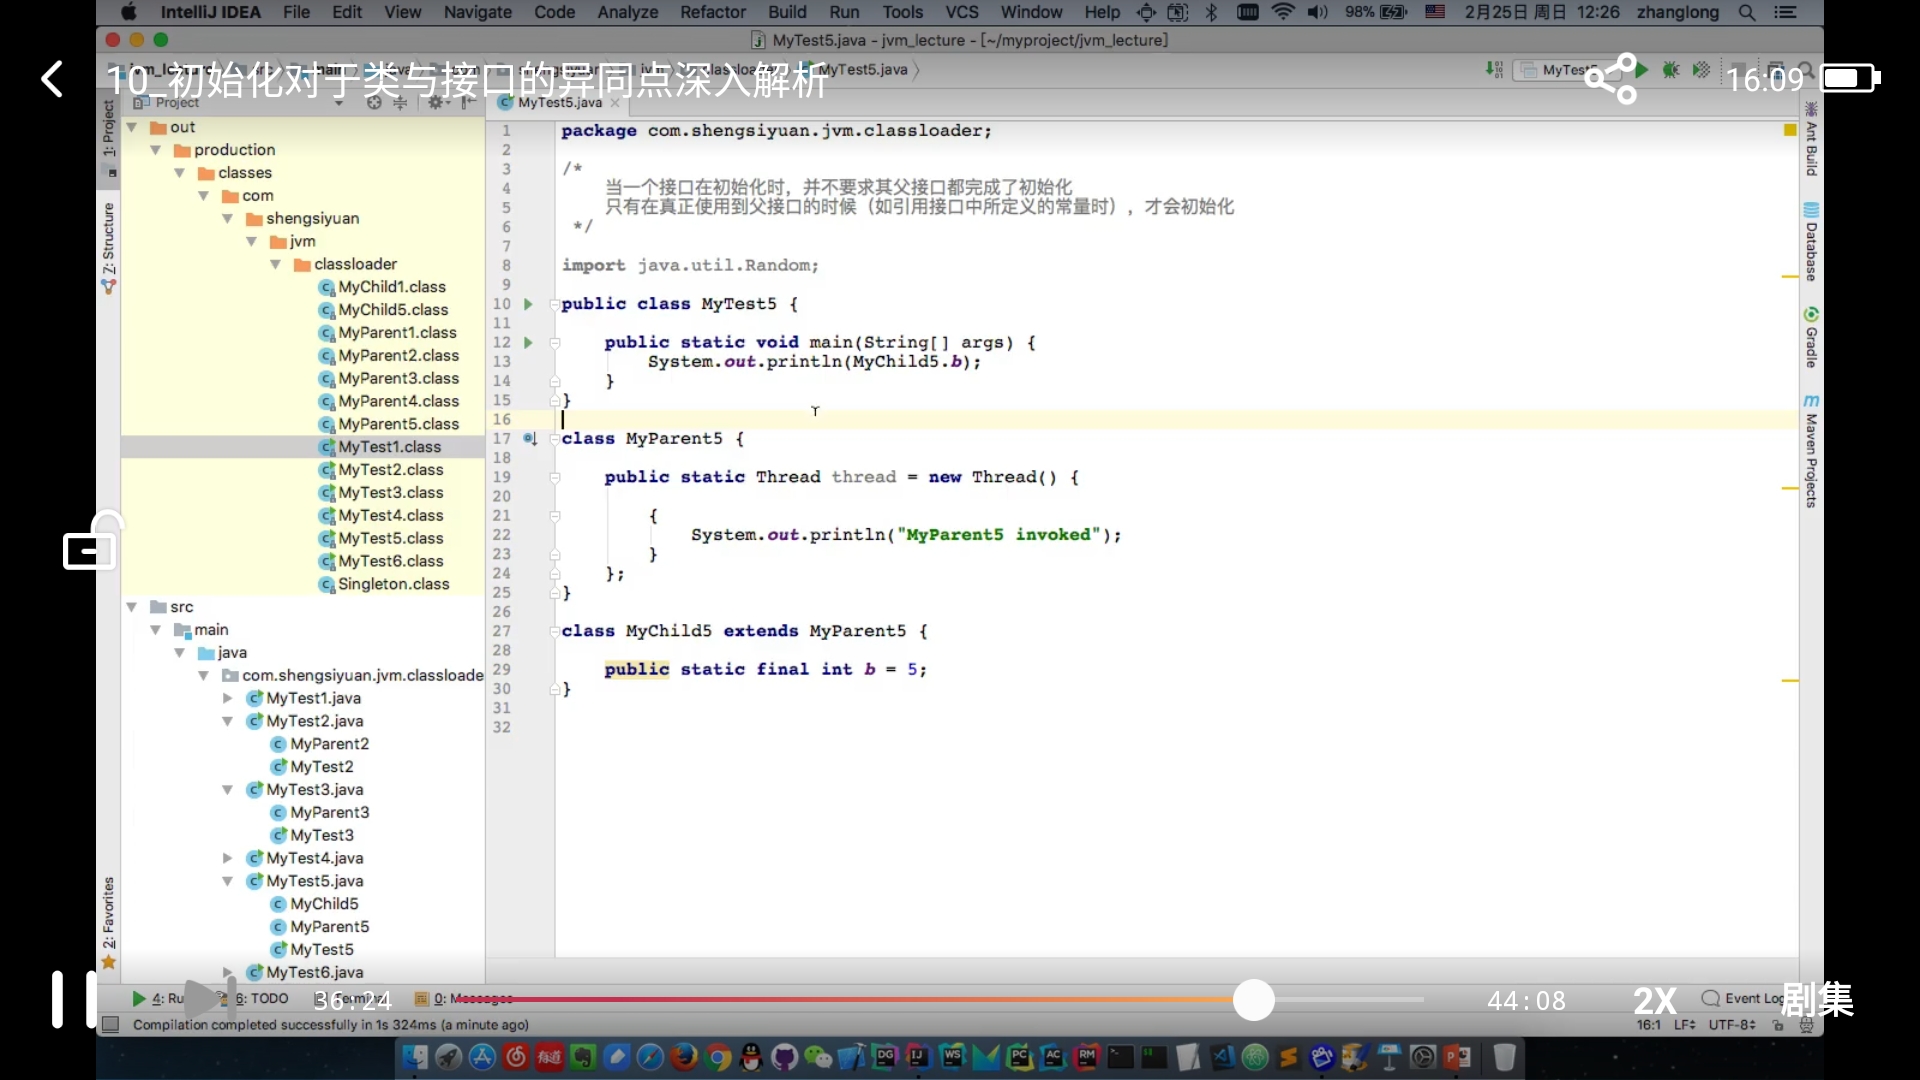 IntelliJ IDEA File Edit View Navigate Code Analyze Refactor Build Run Tools VCS Window Help 98% 2月25日 周日 12:26 zhanglong
MyTest5.java - jvm_lecture - [~/myproject/jvm_lecture]
10_初始化对于类与接口的异同点深入解析
MyTest5.java
16:09
Project
MyTest5.java
1: Project
Z: Structure
2: Favorites
out
production
classes
com
shengsiyuan
jvm
classloader
MyChild1.class
MyChild5.class
MyParent1.class
MyParent2.class
MyParent3.class
MyParent4.class
MyParent5.class
MyTest1.class
MyTest2.class
MyTest3.class
MyTest4.class
MyTest5.class
MyTest6.class
Singleton.class
src
main
java
com.shengsiyuan.jvm.classloade
MyTest1.java
MyTest2.java
MyParent2
MyTest2
MyTest3.java
MyParent3
MyTest3
MyTest4.java
MyTest5.java
MyChild5
MyParent5
MyTest5
MyTest6.java
1 package com.shengsiyuan.jvm.classloader;
2
3 /*
4 当一个接口在初始化时，并不要求其父接口都完成了初始化
5 只有在真正使用到父接口的时候（如引用接口中所定义的常量时），才会初始化
6 */
7
8 import java.util.Random;
9
10 public class MyTest5 {
11
12 public static void main(String[] args) {
13 System.out.println(MyChild5.b);
14 }
15 }
16
17 class MyParent5 {
18
19 public static Thread thread = new Thread() {
20
21 {
22 System.out.println("MyParent5 invoked");
23 }
24 };
25 }
26
27 class MyChild5 extends MyParent5 {
28
29 public static final int b = 5;
30 }
31
32
Ant Build
Database
Gradle
Maven Projects
4: Ru
6: TODO
Terminal
0: Messages
Event Log
36:24
44:08
2X
剧集
Compilation completed successfully in 1s 324ms (a minute ago)
16:1 LF UTF-8
有道
DG
IJ
WS
PC
AC
RM